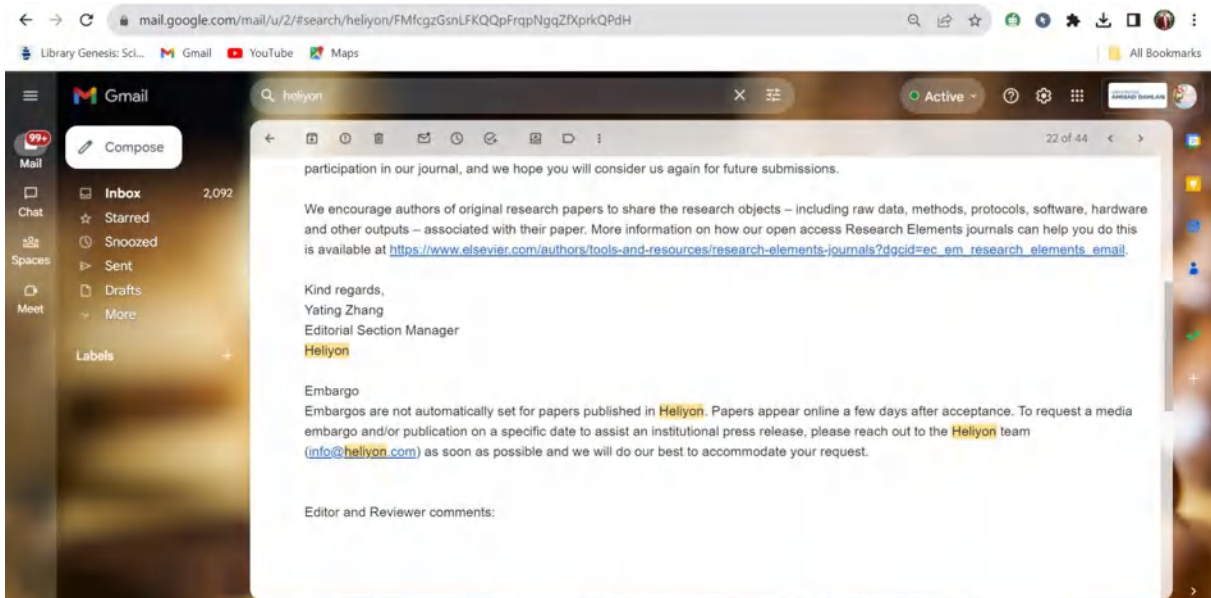 mail.google.com/mail/u/2/#search/heliyon/FMfcgzGsnLFKQQpFrqpNgqZfXprkQPdH
Library Genesis: Sci... Gmail YouTube Maps All Bookmarks
Gmail heliyon Active
99+
Mail
Chat
Spaces
Meet
Compose
Inbox 2,092
Starred
Snoozed
Sent
Drafts
More
Labels
22 of 44
participation in our journal, and we hope you will consider us again for future submissions.
We encourage authors of original research papers to share the research objects – including raw data, methods, protocols, software, hardware
and other outputs – associated with their paper. More information on how our open access Research Elements journals can help you do this
is available at https://www.elsevier.com/authors/tools-and-resources/research-elements-journals?dgcid=ec_em_research_elements_email.
Kind regards,
Yating Zhang
Editorial Section Manager
Heliyon
Embargo
Embargos are not automatically set for papers published in Heliyon. Papers appear online a few days after acceptance. To request a media
embargo and/or publication on a specific date to assist an institutional press release, please reach out to the Heliyon team
(info@heliyon.com) as soon as possible and we will do our best to accommodate your request.
Editor and Reviewer comments: